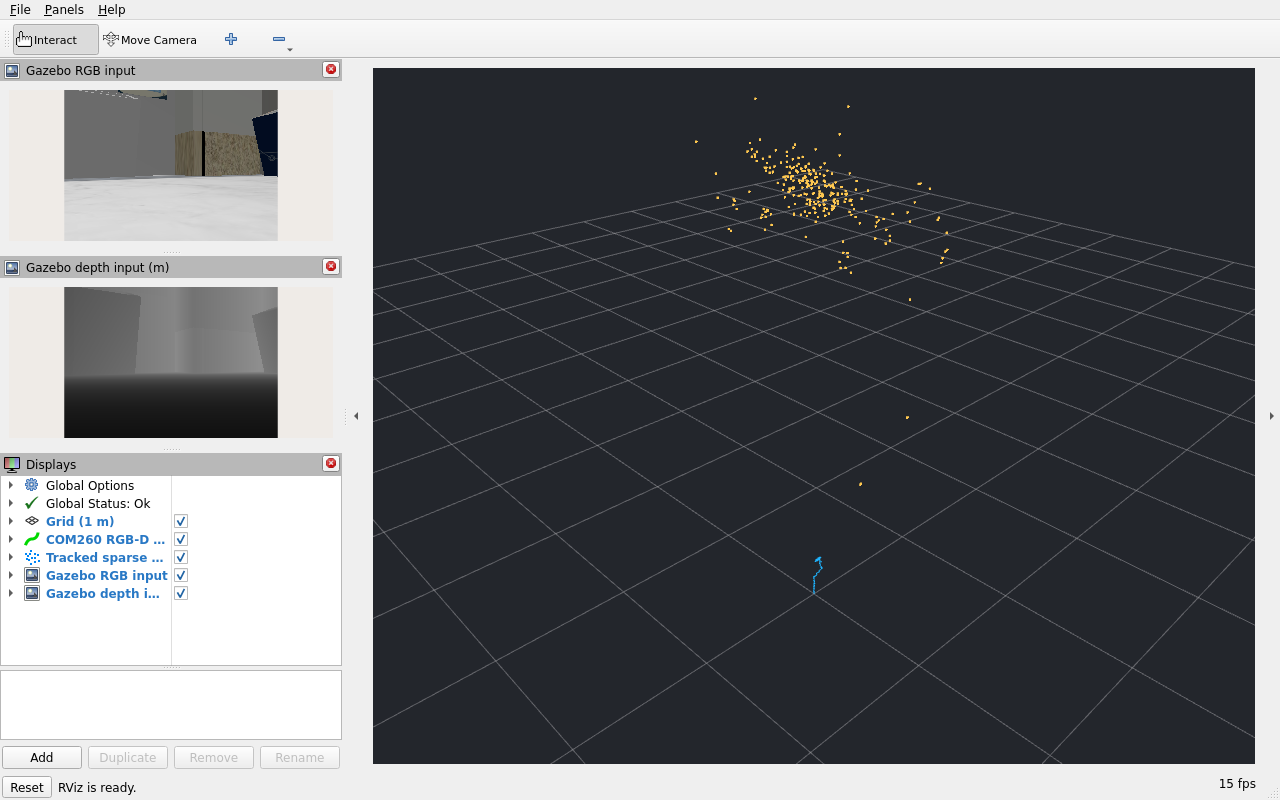 File Panels Help
Interact Move Camera
Gazebo RGB input
Gazebo depth input (m)
Displays
Global Options
Global Status: Ok
Grid (1 m)
COM260 RGB-D ...
Tracked sparse ...
Gazebo RGB input
Gazebo depth i...
Add Duplicate Remove Rename
Reset RViz is ready. 15 fps